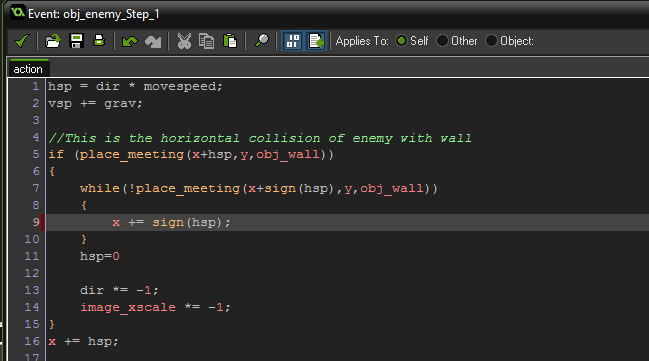 Event: obj_enemy_Step_1
Applies To: Self Other Object:
action
1 hsp = dir * movespeed;
2 vsp += grav;
3
4 //This is the horizontal collision of enemy with wall
5 if (place_meeting(x+hsp,y,obj_wall))
6 {
7 while(!place_meeting(x+sign(hsp),y,obj_wall))
8 {
9 x += sign(hsp);
10 }
11 hsp=0
12
13 dir *= -1;
14 image_xscale *= -1;
15 }
16 x += hsp;
17